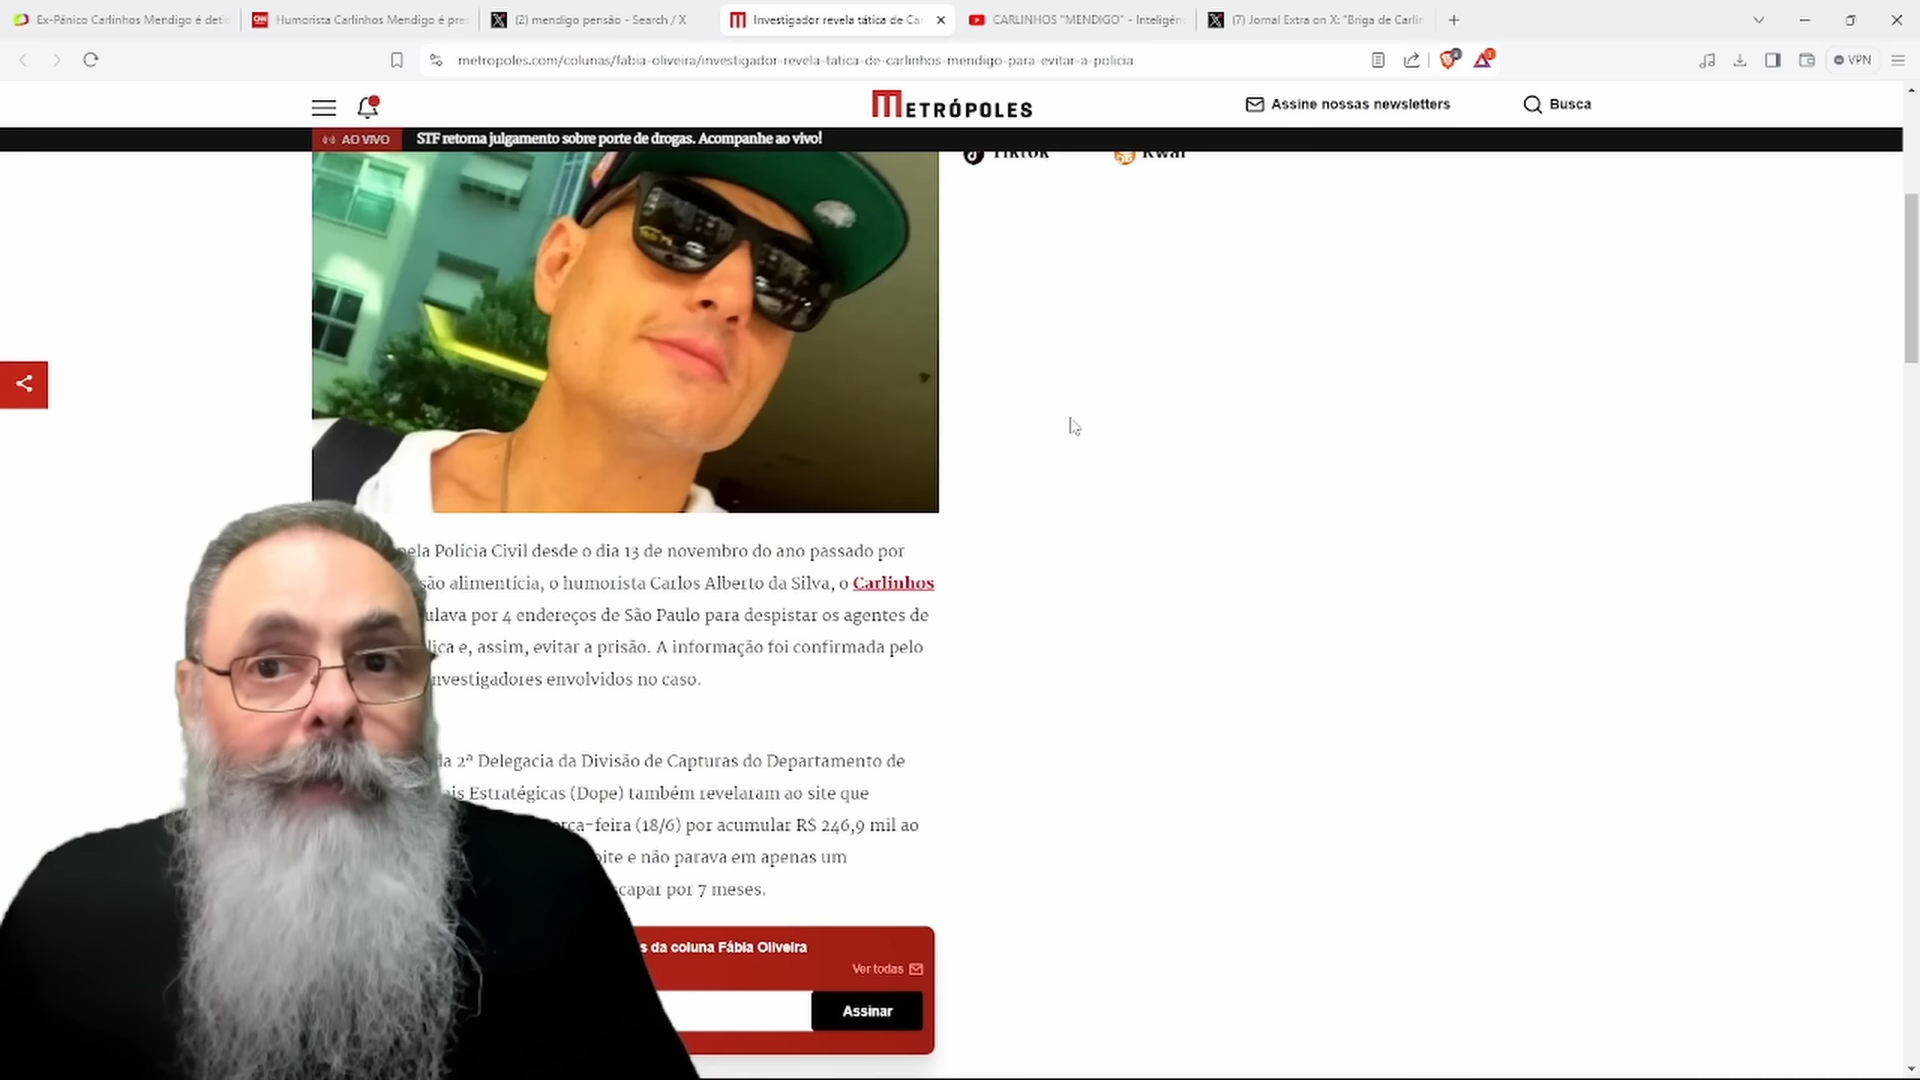 Ex-Pânico Carlinhos Mendigo é deti
Humorista Carlinhos Mendigo é pre
(2) mendigo pensão - Search / X
Investigador revela tática de Ca
CARLINHOS "MENDIGO" - Inteligên
(7) Jornal Extra on X: "Briga de Carlin
metropoles.com/colunas/fabia-oliveira/investigador-revela-tatica-de-carlinhos-mendigo-para-evitar-a-policia
VPN
METRÓPOLES
Assine nossas newsletters
Busca
AO VIVO
STF retoma julgamento sobre porte de drogas. Acompanhe ao vivo!
Tiktok
Kwai
pela Polícia Civil desde o dia 13 de novembro do ano passado por
são alimentícia, o humorista Carlos Alberto da Silva, o Carlinhos
ulava por 4 endereços de São Paulo para despistar os agentes de
lica e, assim, evitar a prisão. A informação foi confirmada pelo
nvestigadores envolvidos no caso.
da 2ª Delegacia da Divisão de Capturas do Departamento de
ais Estratégicas (Dope) também revelaram ao site que
rça-feira (18/6) por acumular R$ 246,9 mil ao
oite e não parava em apenas um
scapar por 7 meses.
s da coluna Fábia Oliveira
Ver todas
Assinar